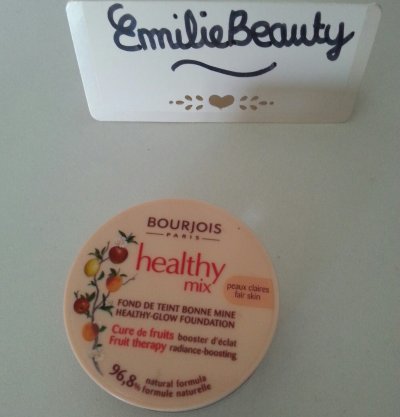 EmilieBeauty
BOURJOIS
PARIS
healthy
mix
peaux claires
fair skin
FOND DE TEINT BONNE MINE
HEALTHY-GLOW FOUNDATION
Cure de fruits booster d'éclat
Fruit therapy radiance-boosting
96,8% natural formula
formule naturelle